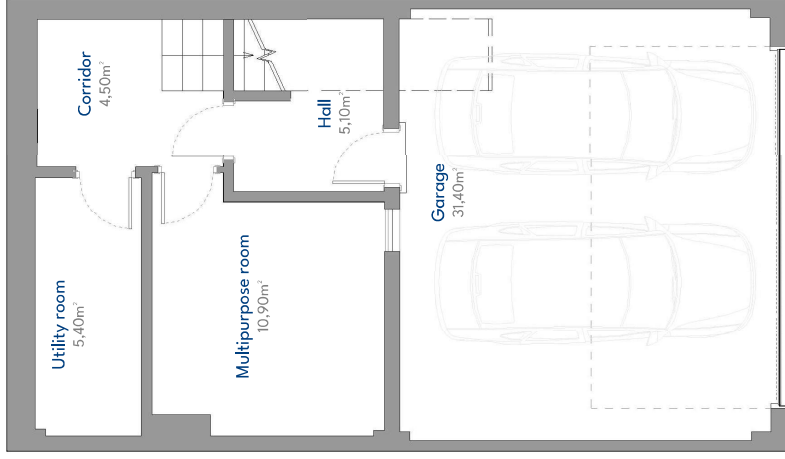 Corridor
4,50m²
Hall
5,10m²
Garage
31,40m²
Utility room
5,40m²
Multipurpose room
10,90m²